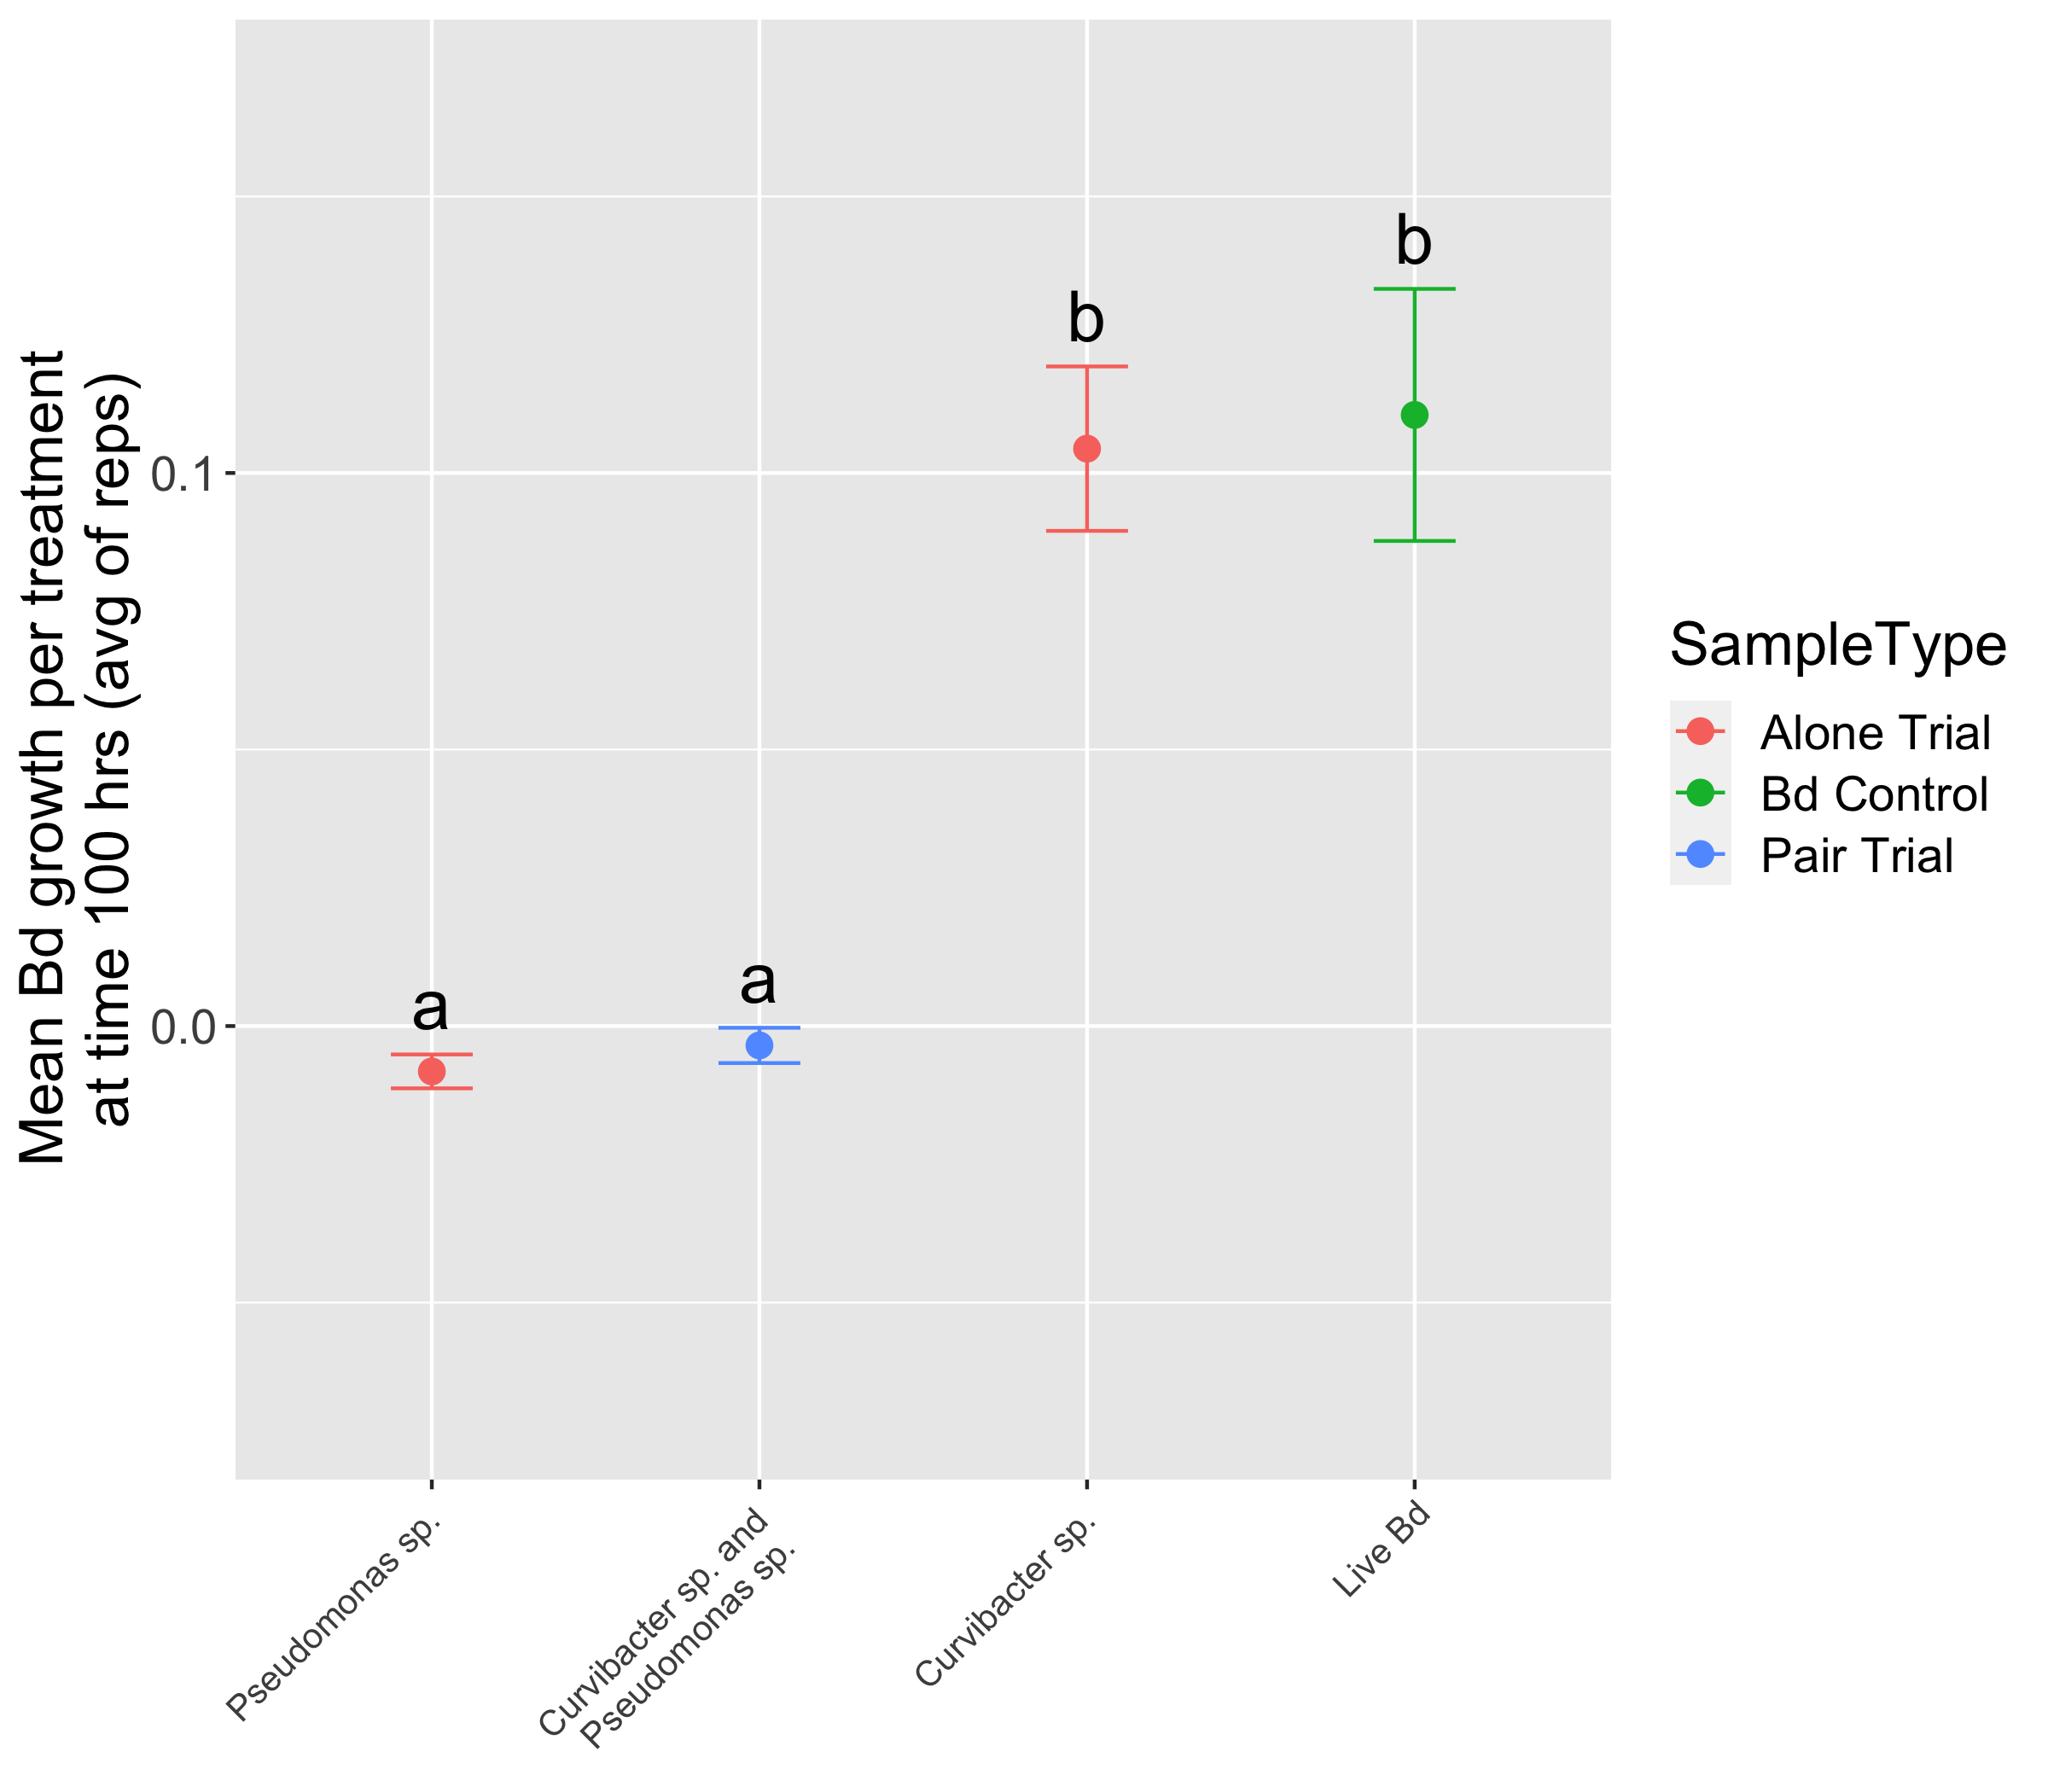 Mean Bd growth per treatment
at time 100 hrs (avg of reps)
0.1
0.0
a
a
b
b
Pseudomonas sp.
Curvibacter sp. and
Pseudomonas sp.
Curvibacter sp.
Live Bd
SampleType
Alone Trial
Bd Control
Pair Trial